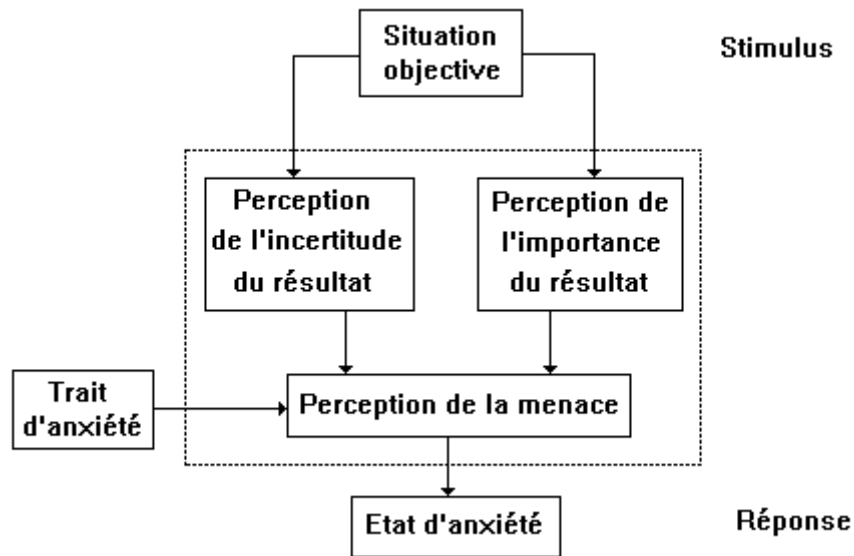 Situation
objective
Stimulus
Perception
de l'incertitude
du résultat
Perception de
l'importance
du résultat
Trait
d'anxiété
Perception de la menace
Etat d'anxiété
Réponse